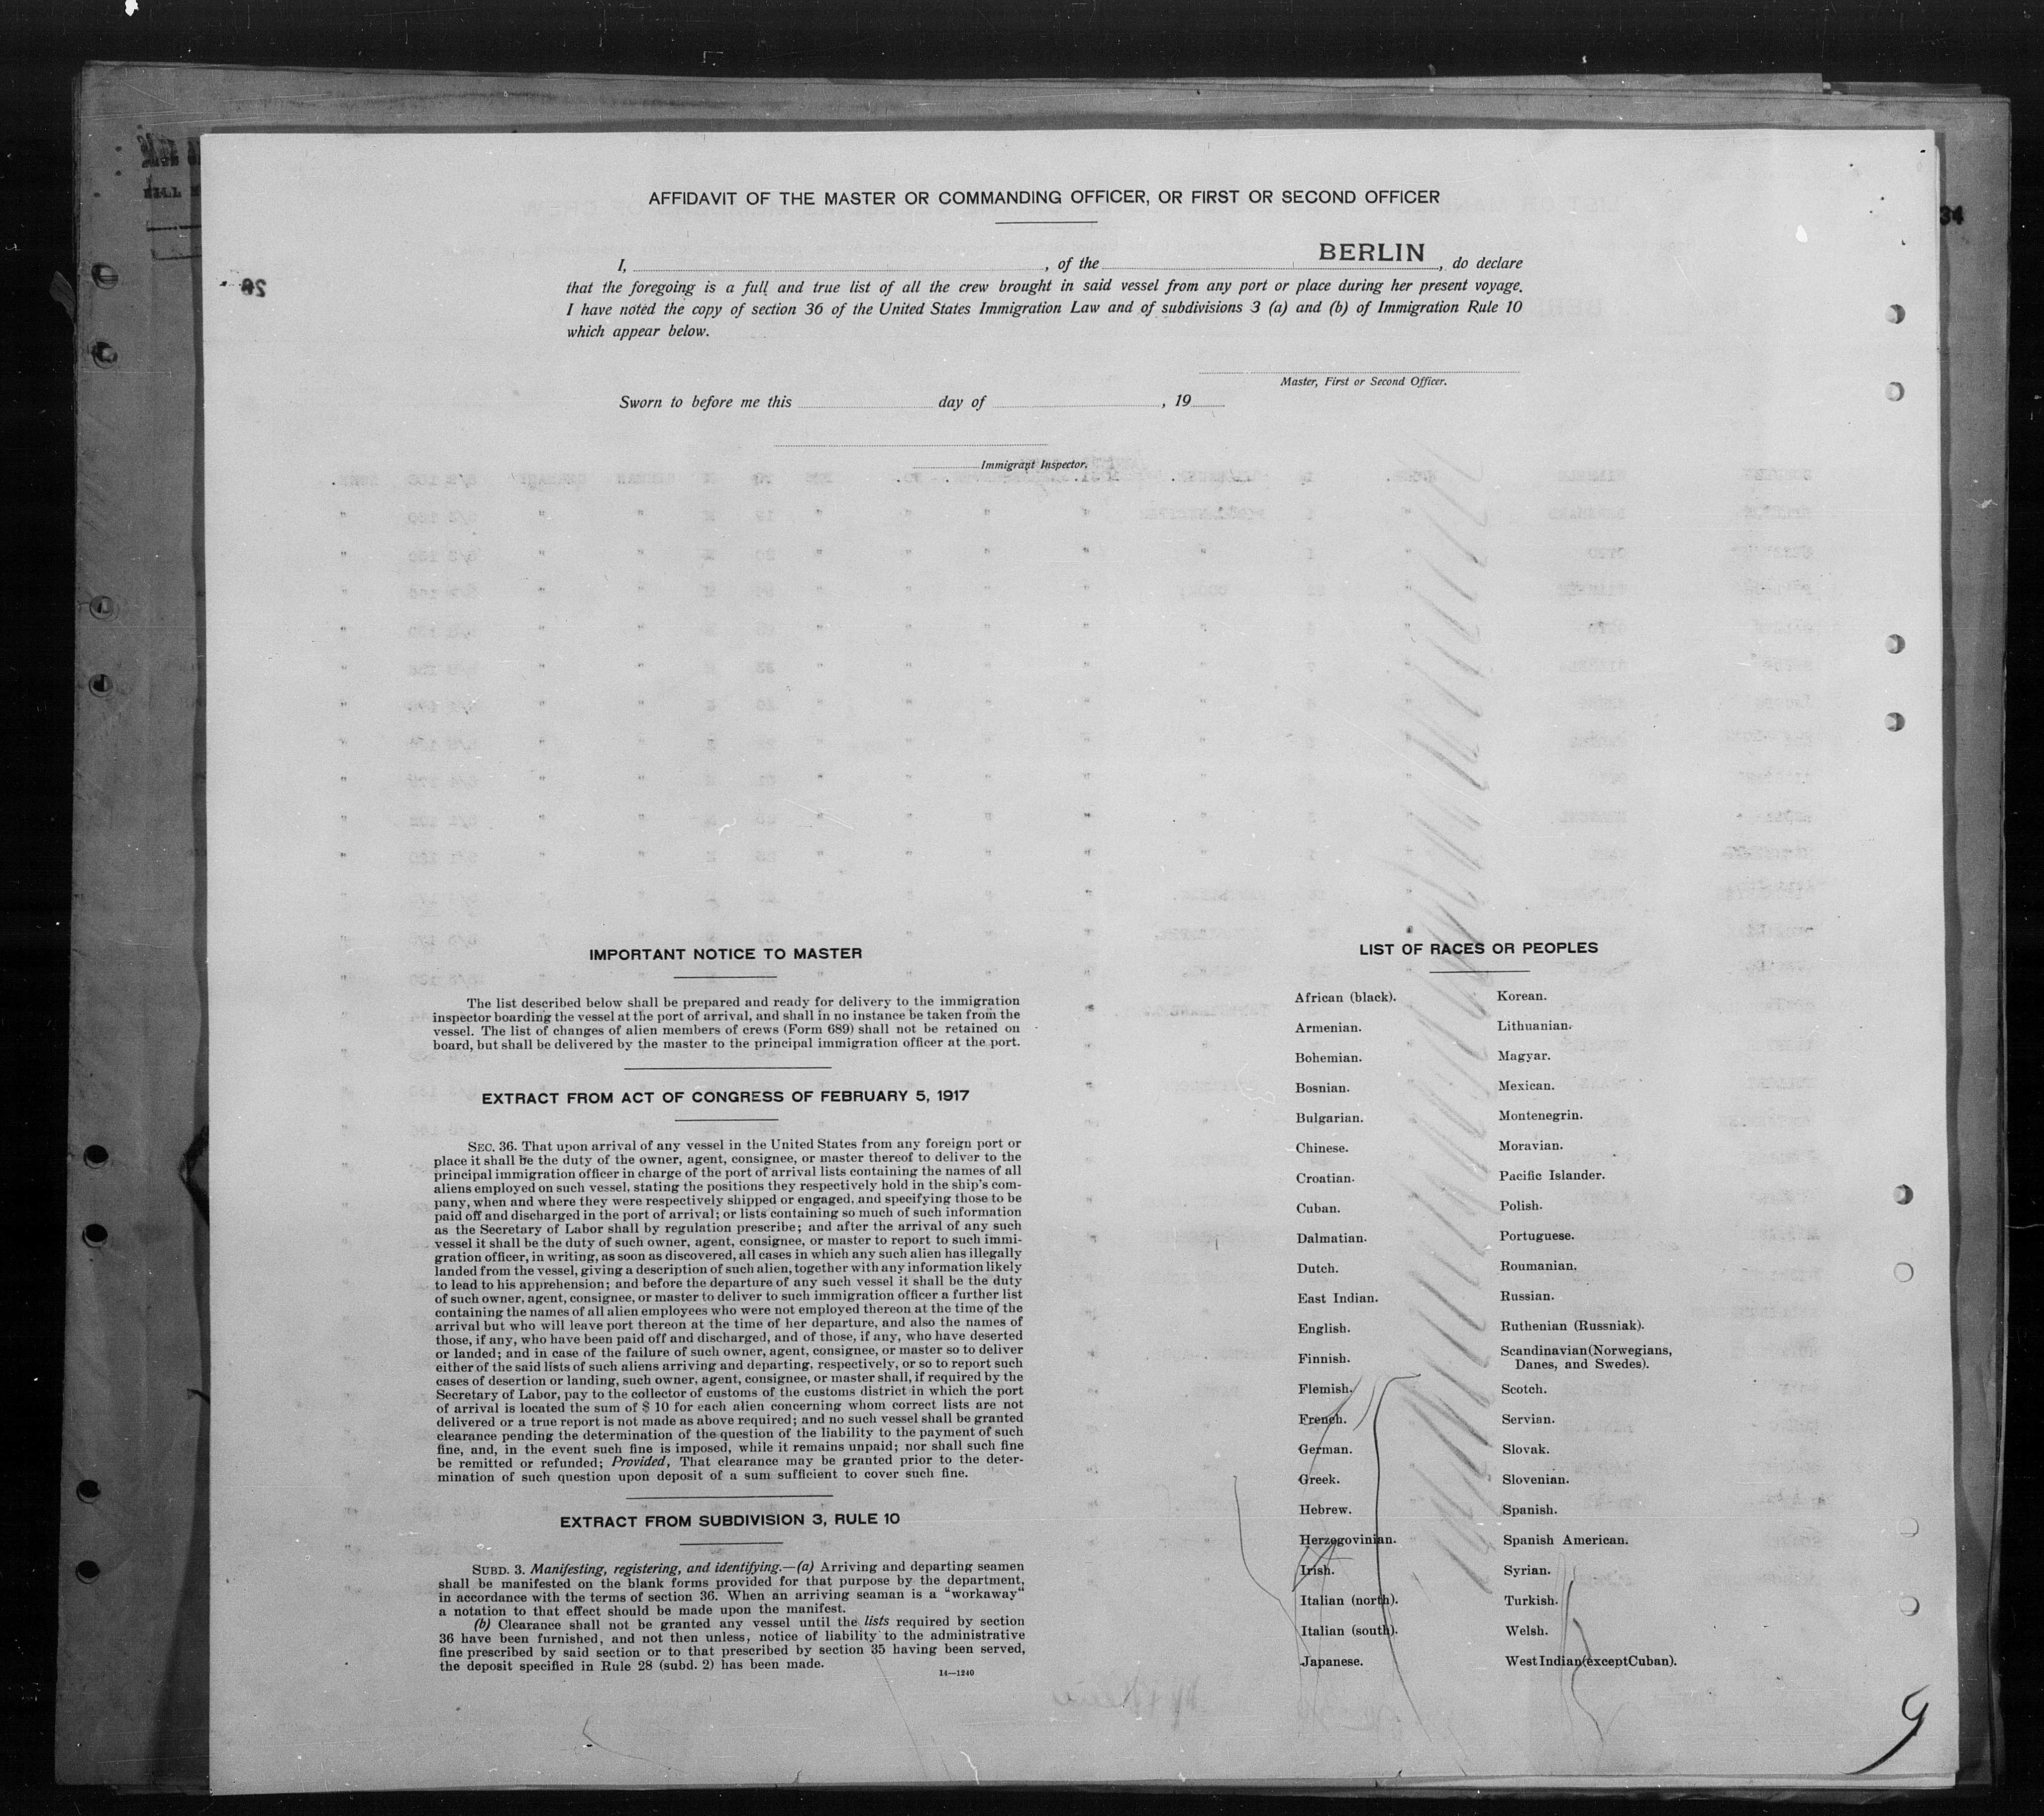 AFFIDAVIT OF THE MASTER OR COMMANDING OFFICER, OR FIRST OR SECOND OFFICER
I, , of the BERLIN , do declare
that the foregoing is a full and true list of all the crew brought in said vessel from any port or place during her present voyage.
I have noted the copy of section 36 of the United States Immigration Law and of subdivisions 3 (a) and (b) of Immigration Rule 10
which appear below.
Master, First or Second Officer.
Sworn to before me this day of , 19
Immigrant Inspector.
34
IMPORTANT NOTICE TO MASTER
The list described below shall be prepared and ready for delivery to the immigration
inspector boarding the vessel at the port of arrival, and shall in no instance be taken from the
vessel. The list of changes of alien members of crews (Form 689) shall not be retained on
board, but shall be delivered by the master to the principal immigration officer at the port.
EXTRACT FROM ACT OF CONGRESS OF FEBRUARY 5, 1917
SEC. 36. That upon arrival of any vessel in the United States from any foreign port or
place it shall be the duty of the owner, agent, consignee, or master thereof to deliver to the
principal immigration officer in charge of the port of arrival lists containing the names of all
aliens employed on such vessel, stating the positions they respectively hold in the ship's com-
pany, when and where they were respectively shipped or engaged, and specifying those to be
paid off and discharged in the port of arrival; or lists containing so much of such information
as the Secretary of Labor shall by regulation prescribe; and after the arrival of any such
vessel it shall be the duty of such owner, agent, consignee, or master to report to such immi-
gration officer, in writing, as soon as discovered, all cases in which any such alien has illegally
landed from the vessel, giving a description of such alien, together with any information likely
to lead to his apprehension; and before the departure of any such vessel it shall be the duty
of such owner, agent, consignee, or master to deliver to such immigration officer a further list
containing the names of all alien employees who were not employed thereon at the time of the
arrival but who will leave port thereon at the time of her departure, and also the names of
those, if any, who have been paid off and discharged, and of those, if any, who have deserted
or landed; and in case of the failure of such owner, agent, consignee, or master so to deliver
either of the said lists of such aliens arriving and departing, respectively, or so to report such
cases of desertion or landing, such owner, agent, consignee, or master shall, if required by the
Secretary of Labor, pay to the collector of customs of the customs district in which the port
of arrival is located the sum of $ 10 for each alien concerning whom correct lists are not
delivered or a true report is not made as above required; and no such vessel shall be granted
clearance pending the determination of the question of the liability to the payment of such
fine, and, in the event such fine is imposed, while it remains unpaid; nor shall such fine
be remitted or refunded; Provided, That clearance may be granted prior to the deter-
mination of such question upon deposit of a sum sufficient to cover such fine.
EXTRACT FROM SUBDIVISION 3, RULE 10
SUBD. 3. Manifesting, registering, and identifying.—(a) Arriving and departing seamen
shall be manifested on the blank forms provided for that purpose by the department,
in accordance with the terms of section 36. When an arriving seaman is a "workaway"
a notation to that effect should be made upon the manifest.
(b) Clearance shall not be granted any vessel until the lists required by section
36 have been furnished, and not then unless, notice of liability to the administrative
fine prescribed by said section or to that prescribed by section 35 having been served,
the deposit specified in Rule 28 (subd. 2) has been made.
14—1240
LIST OF RACES OR PEOPLES
African (black).
Armenian.
Bohemian.
Bosnian.
Bulgarian.
Chinese.
Croatian.
Cuban.
Dalmatian.
Dutch.
East Indian.
English.
Finnish.
Flemish.
French.
German.
Greek.
Hebrew.
Herzegovinian.
Irish.
Italian (north).
Italian (south).
Japanese.
Korean.
Lithuanian.
Magyar.
Mexican.
Montenegrin.
Moravian.
Pacific Islander.
Polish.
Portuguese.
Roumanian.
Russian.
Ruthenian (Russniak).
Scandinavian (Norwegians,
Danes, and Swedes).
Scotch.
Servian.
Slovak.
Slovenian.
Spanish.
Spanish American.
Syrian.
Turkish.
Welsh.
West Indian (except Cuban).
9